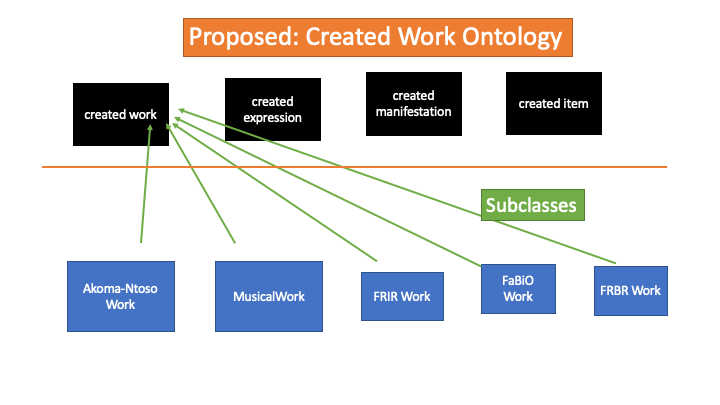 Proposed: Created Work Ontology
created work
created
expression
created
manifestation
created item
Subclasses
Akoma-Ntoso
Work
MusicalWork
FRIR Work
FaBiO
Work
FRBR Work